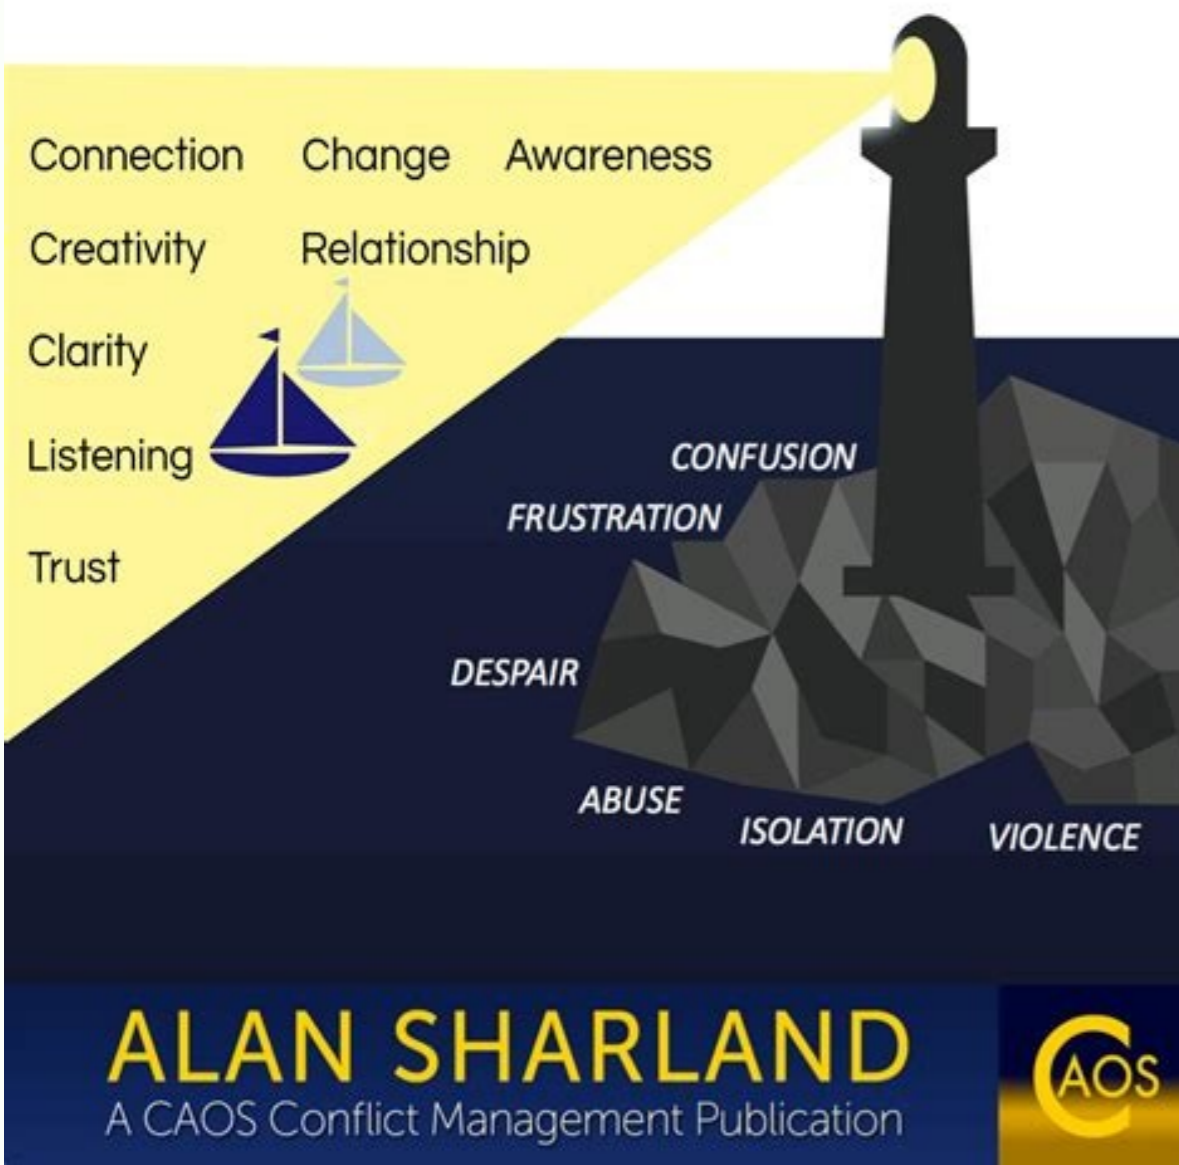 Connection Change Awareness
Creativity Relationship
Clarity
Listening
Trust
CONFUSION
FRUSTRATION
DESPAIR
ABUSE
ISOLATION
VIOLENCE
ALAN SHARLAND
A CAOS Conflict Management Publication
CAOS